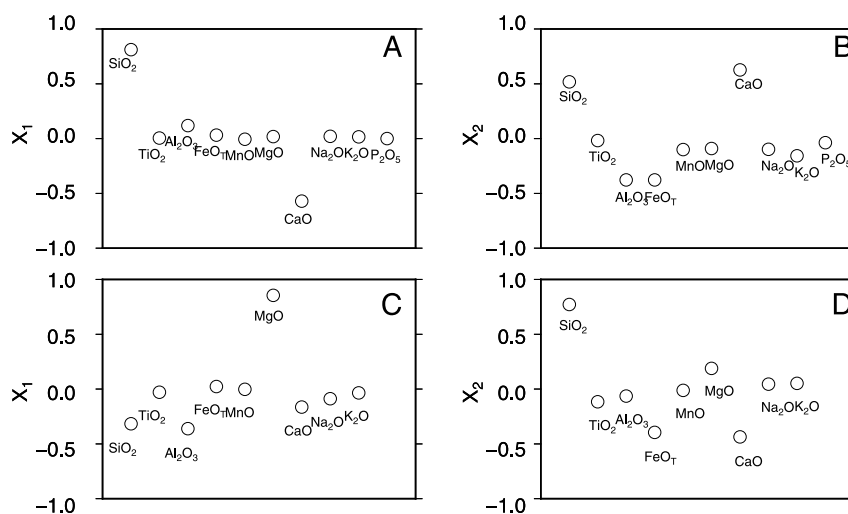 1.0
A
SiO₂
0.5
X₁
0.0
TiO₂
Al₂O₃
FeO_T
MnO
MgO
CaO
Na₂O
K₂O
P₂O₅
−0.5
−1.0
1.0
B
SiO₂
CaO
0.5
X₂
0.0
TiO₂
Al₂O₃
FeO_T
MnO
MgO
Na₂O
K₂O
P₂O₅
−0.5
−1.0
1.0
C
MgO
0.5
X₁
0.0
SiO₂
TiO₂
Al₂O₃
FeO_T
MnO
CaO
Na₂O
K₂O
−0.5
−1.0
1.0
D
SiO₂
0.5
X₂
0.0
TiO₂
Al₂O₃
FeO_T
MnO
MgO
CaO
Na₂O
K₂O
−0.5
−1.0